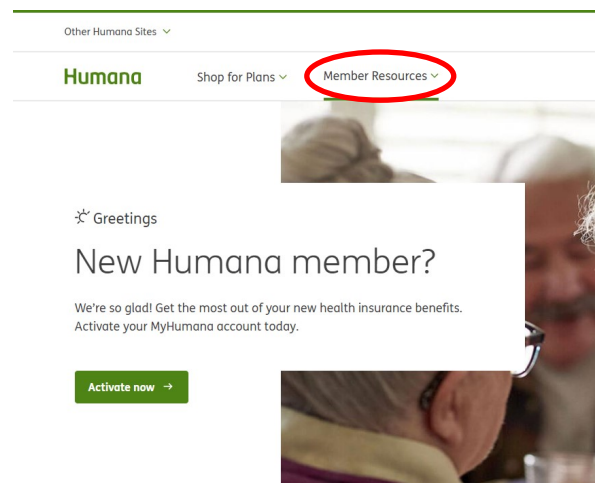 Other Humana Sites
Humana
Shop for Plans
Member Resources
Greetings
New Humana member?
We're so glad! Get the most out of your new health insurance benefits.
Activate your MyHumana account today.
Activate now →